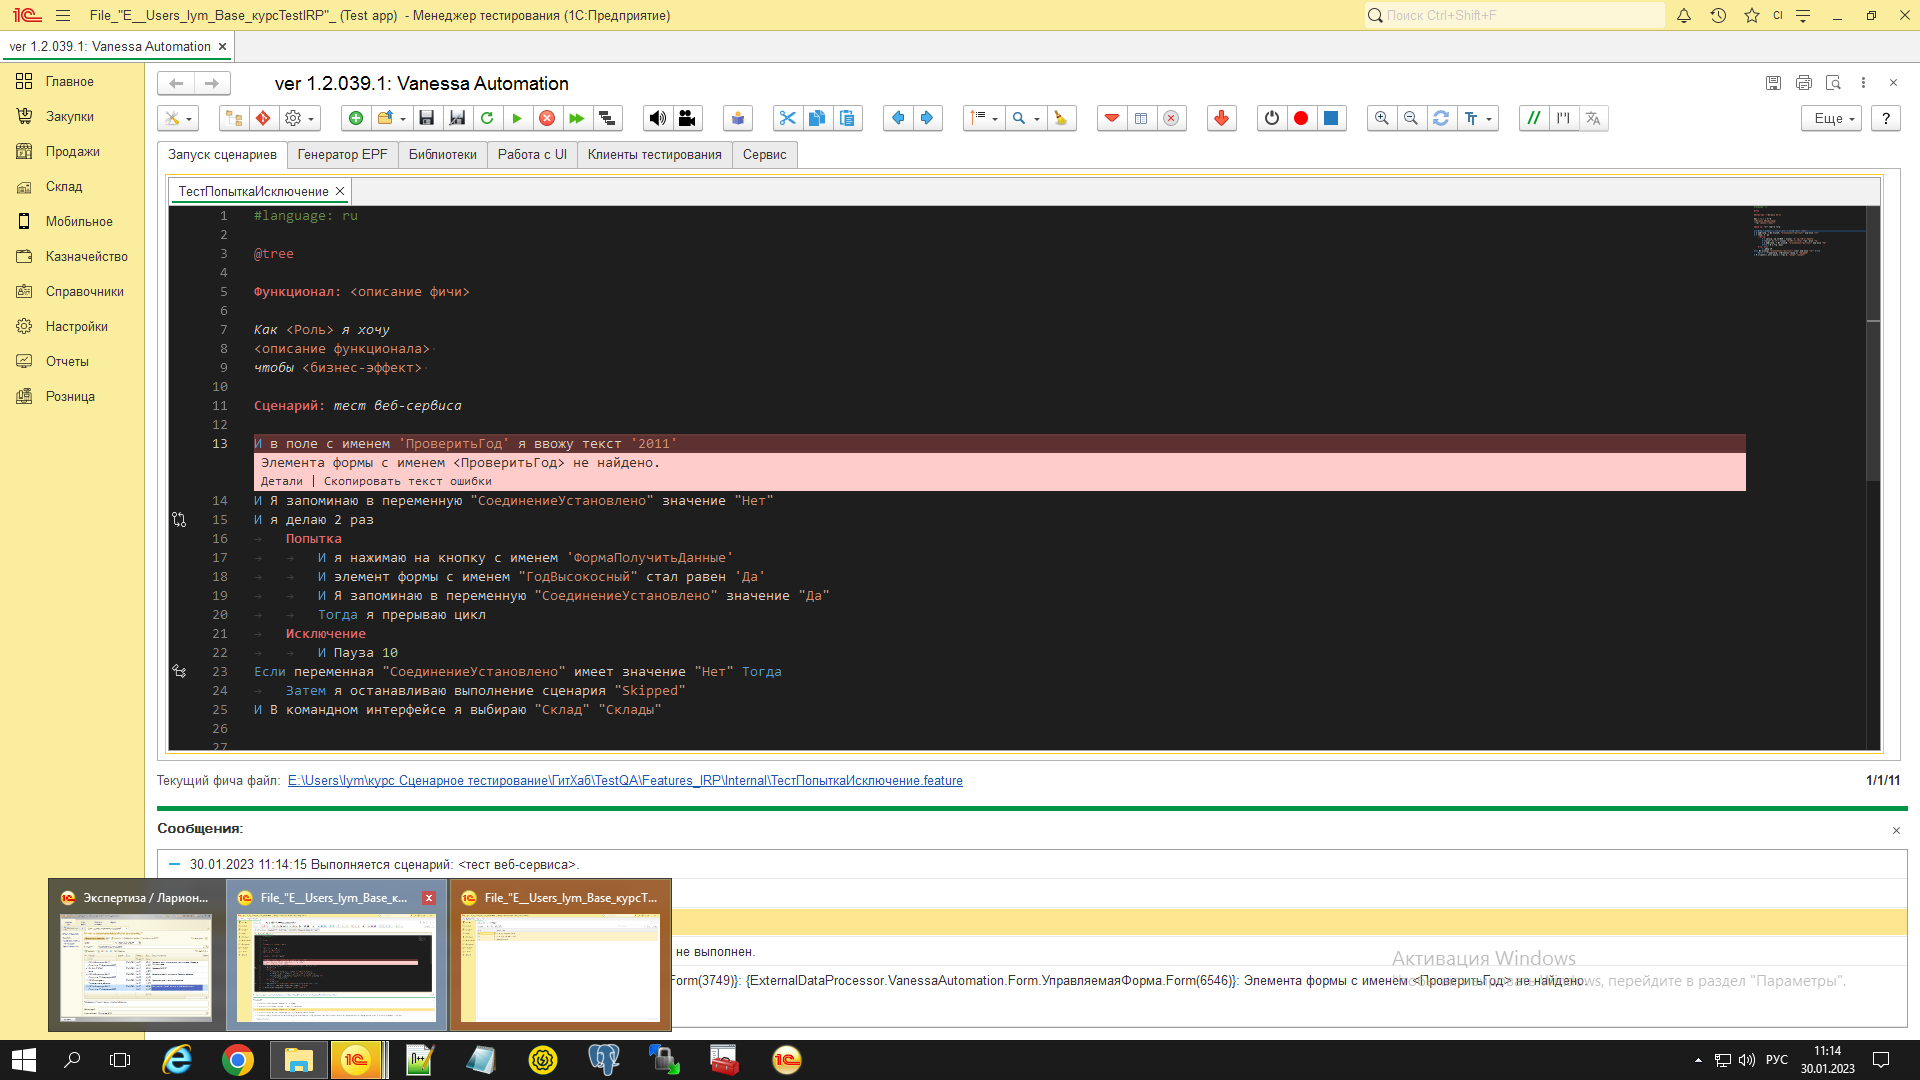 File_"E__Users_lym_Base_курсTestIRP"_ (Test app) - Менеджер тестирования (1С:Предприятие)
Поиск Ctrl+Shift+F
CI
ver 1.2.039.1: Vanessa Automation
Главное
Закупки
Продажи
Склад
Мобильное
Казначейство
Справочники
Настройки
Отчеты
Розница
ver 1.2.039.1: Vanessa Automation
Еще
?
Запуск сценариев
Генератор EPF
Библиотеки
Работа с UI
Клиенты тестирования
Сервис
ТестПопыткаИсключение
1 #language: ru
2
3 @tree
4
5 Функционал: <описание фичи>
6
7 Как <Роль> я хочу
8 <описание функционала>
9 чтобы <бизнес-эффект>
10
11 Сценарий: тест веб-сервиса
12
13 И в поле с именем 'ПроверитьГод' я ввожу текст '2011'
Элемента формы с именем <ПроверитьГод> не найдено.
Детали | Скопировать текст ошибки
14 И Я запоминаю в переменную "СоединениеУстановлено" значение "Нет"
15 И я делаю 2 раз
16 Попытка
17 И я нажимаю на кнопку с именем 'ФормаПолучитьДанные'
18 И элемент формы с именем "ГодВысокосный" стал равен 'Да'
19 И Я запоминаю в переменную "СоединениеУстановлено" значение "Да"
20 Тогда я прерываю цикл
21 Исключение
22 И Пауза 10
23 Если переменная "СоединениеУстановлено" имеет значение "Нет" Тогда
24 Затем я останавливаю выполнение сценария "Skipped"
25 И В командном интерфейсе я выбираю "Склад" "Склады"
26
27
Текущий фича файл: E:\Users\lym\курс Сценарное тестирование\ГитХаб\TestQA\Features_IRP\Internal\ТестПопыткаИсключение.feature
1/1/11
Сообщения:
30.01.2023 11:14:15 Выполняется сценарий: <тест веб-сервиса>.
Экспертиза / Ларион...
File_"E__Users_lym_Base_к...
File_"E__Users_lym_Base_курсТ...
не выполнен.
Form(3749)}: {ExternalDataProcessor.VanessaAutomation.Form.УправляемаяФорма.Form(6546)}: Элемента формы с именем <ПроверитьГод> не найдено.
Активация Windows
Чтобы активировать Windows, перейдите в раздел "Параметры".
РУС
11:14
30.01.2023